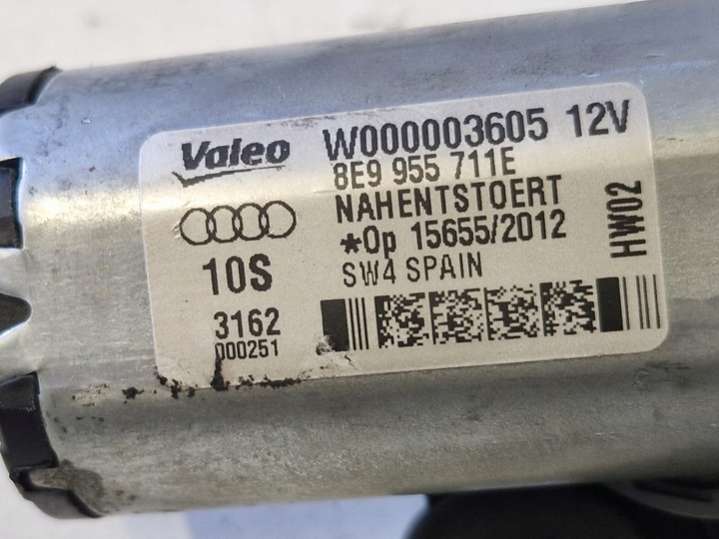 Valeo
W000003605 12V
8E9 955 711E
NAHENTSTOERT
*Op 15655/2012
SW4 SPAIN
HW02
10S
3162
000251